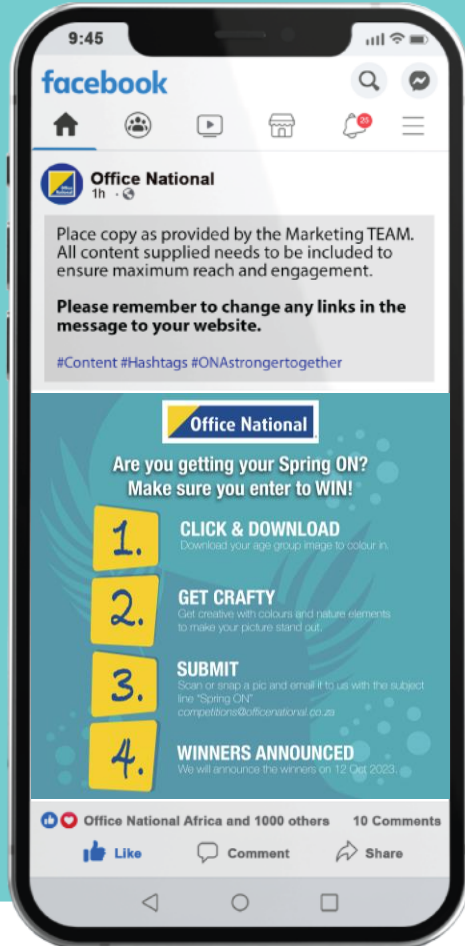 9:45
facebook
25
Office National
Office National
1h ·
Place copy as provided by the Marketing TEAM.
All content supplied needs to be included to
ensure maximum reach and engagement.
Please remember to change any links in the
message to your website.
#Content #Hashtags #ONAstrongertogether
Office National
Are you getting your Spring ON?
Make sure you enter to WIN!
1.
CLICK & DOWNLOAD
Download your age group image to colour in.
2.
GET CRAFTY
Get creative with colours and nature elements
to make your picture stand out.
3.
SUBMIT
Scan or snap a pic and email it to us with the subject
line "Spring ON"
competitions@officenational.co.za
4.
WINNERS ANNOUNCED
We will announce the winners on 12 Oct 2023.
Office National Africa and 1000 others 10 Comments
Like Comment Share